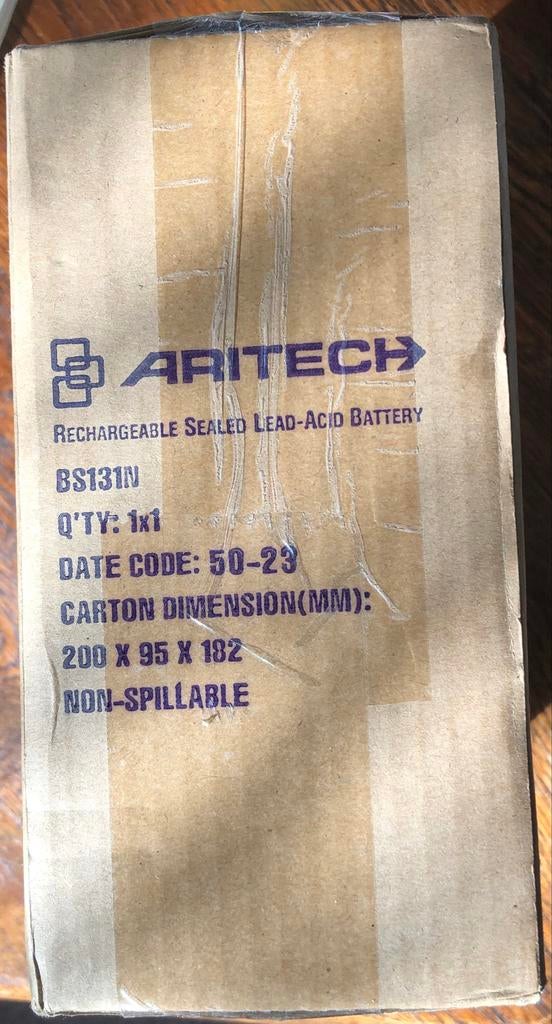 ARITECH
RECHARGEABLE SEALED LEAD-ACID BATTERY
BS131N
Q'TY: 1x1
DATE CODE: 50-23
CARTON DIMENSION(MM):
200 X 95 X 182
NON-SPILLABLE